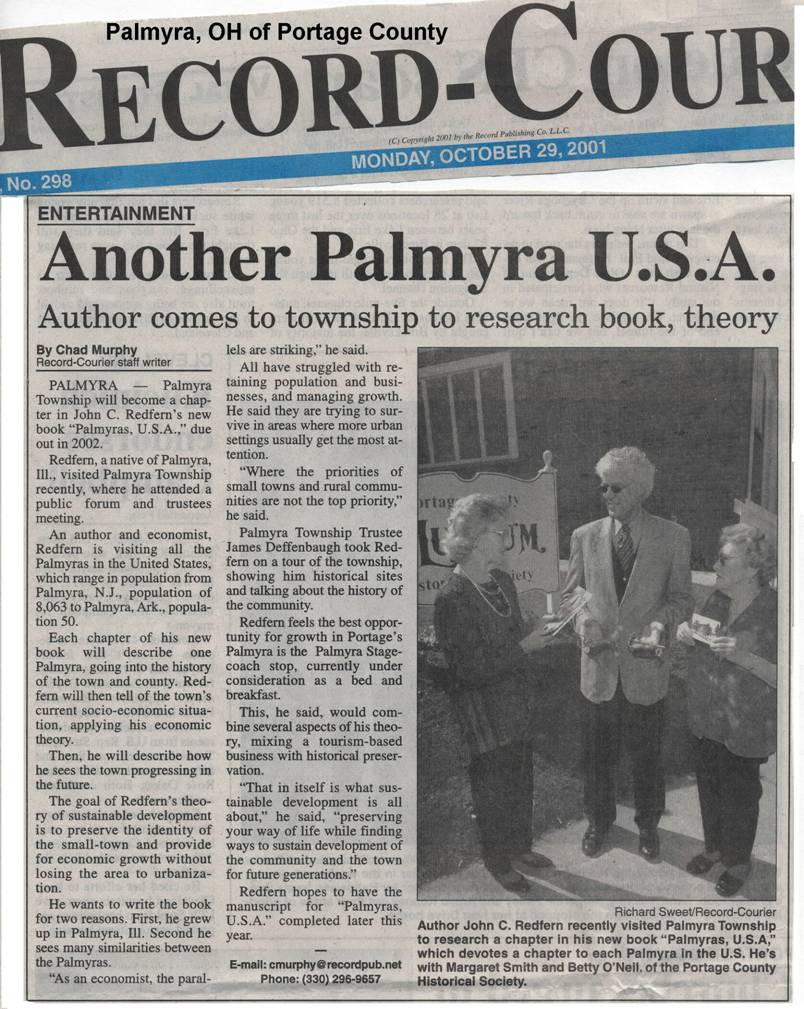 Palmyra, OH of Portage County
RECORD-COUR
(C) Copyright 2001 by the Record Publishing Co. L.L.C.
MONDAY, OCTOBER 29, 2001
, No. 298
ENTERTAINMENT
Another Palmyra U.S.A.
Author comes to township to research book, theory
By Chad Murphy
Record-Courier staff writer
PALMYRA — Palmyra
Township will become a chap-
ter in John C. Redfern's new
book "Palmyras, U.S.A.," due
out in 2002.
Redfern, a native of Palmyra,
Ill., visited Palmyra Township
recently, where he attended a
public forum and trustees
meeting.
An author and economist,
Redfern is visiting all the
Palmyras in the United States,
which range in population from
Palmyra, N.J., population of
8,063 to Palmyra, Ark., popula-
tion 50.
Each chapter of his new
book will describe one
Palmyra, going into the history
of the town and county. Red-
fern will then tell of the town's
current socio-economic situa-
tion, applying his economic
theory.
Then, he will describe how
he sees the town progressing in
the future.
The goal of Redfern's theo-
ry of sustainable development
is to preserve the identity of
the small-town and provide
for economic growth without
losing the area to urbaniza-
tion.
He wants to write the book
for two reasons. First, he grew
up in Palmyra, Ill. Second he
sees many similarities between
the Palmyras.
"As an economist, the paral-
lels are striking," he said.
All have struggled with re-
taining population and busi-
nesses, and managing growth.
He said they are trying to sur-
vive in areas where more urban
settings usually get the most at-
tention.
"Where the priorities of
small towns and rural commu-
nities are not the top priority,"
he said.
Palmyra Township Trustee
James Deffenbaugh took Red-
fern on a tour of the township,
showing him historical sites
and talking about the history of
the community.
Redfern feels the best oppor-
tunity for growth in Portage's
Palmyra is the Palmyra Stage-
coach stop, currently under
consideration as a bed and
breakfast.
This, he said, would com-
bine several aspects of his theo-
ry, mixing a tourism-based
business with historical preser-
vation.
"That in itself is what sus-
tainable development is all
about," he said, "preserving
your way of life while finding
ways to sustain development of
the community and the town
for future generations."
Redfern hopes to have the
manuscript for "Palmyras,
U.S.A." completed later this
year.
E-mail: cmurphy@recordpub.net
Phone: (330) 296-9657
Richard Sweet/Record-Courier
Author John C. Redfern recently visited Palmyra Township
to research a chapter in his new book "Palmyras, U.S.A,"
which devotes a chapter to each Palmyra in the U.S. He's
with Margaret Smith and Betty O'Neil. of the Portage County
Historical Society.